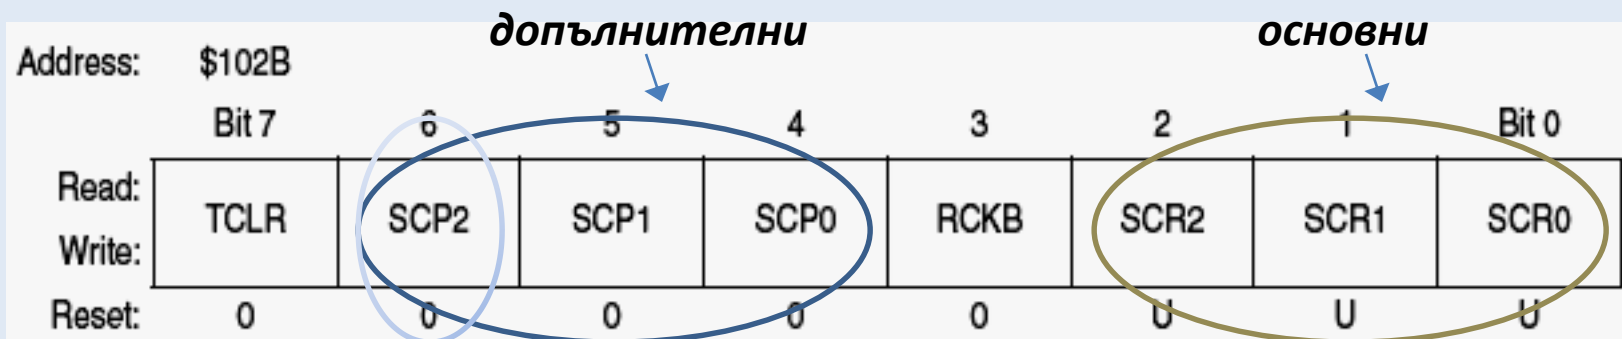 допълнителни основни
Address: $102B
Bit 7 6 5 4 3 2 1 Bit 0
Read:
TCLR SCP2 SCP1 SCP0 RCKB SCR2 SCR1 SCR0
Write:
Reset: 0 0 0 0 0 U U U